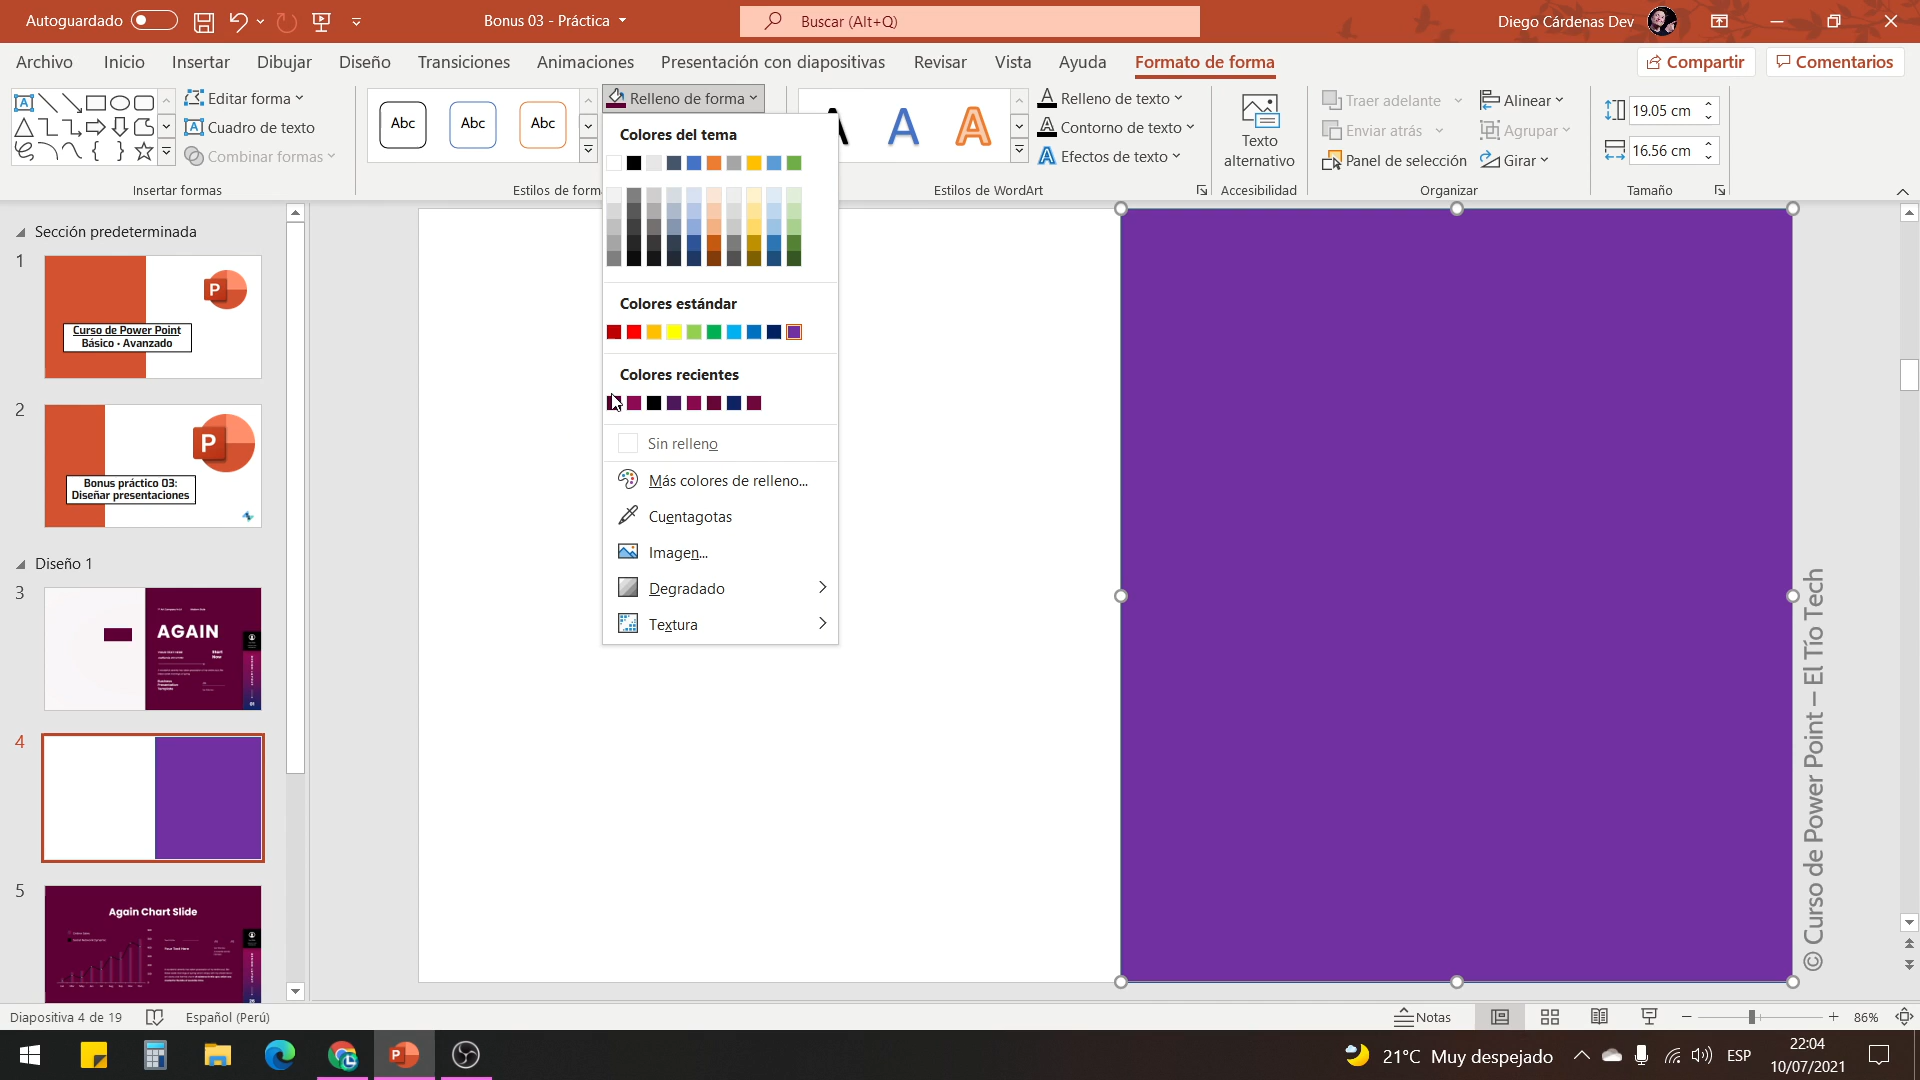 Autoguardado
Bonus 03 - Práctica
Buscar (Alt+Q)
Diego Cárdenas Dev
Archivo Inicio Insertar Dibujar Diseño Transiciones Animaciones Presentación con diapositivas Revisar Vista Ayuda Formato de forma
Compartir Comentarios
Editar forma
Cuadro de texto
Combinar formas
Insertar formas
Abc Abc Abc
Estilos de form
Relleno de forma
Relleno de texto
Contorno de texto
Efectos de texto
Estilos de WordArt
Texto
alternativo
Accesibilidad
Traer adelante
Enviar atrás
Panel de selección
Alinear
Agrupar
Girar
Organizar
19.05 cm
16.56 cm
Tamaño
Colores del tema
Colores estándar
Colores recientes
Sin relleno
Más colores de relleno...
Cuentagotas
Imagen...
Degradado
Textura
Sección predeterminada
1
P
Curso de Power Point
Básico · Avanzado
2
P
Bonus práctico 03:
Diseñar presentaciones
Diseño 1
3
AGAIN
Start
Now
Business
Presentation
Template
4
5
Again Chart Slide
© Curso de Power Point – El Tío Tech
Diapositiva 4 de 19
Español (Perú)
Notas
86%
21°C Muy despejado
ESP
22:04
10/07/2021